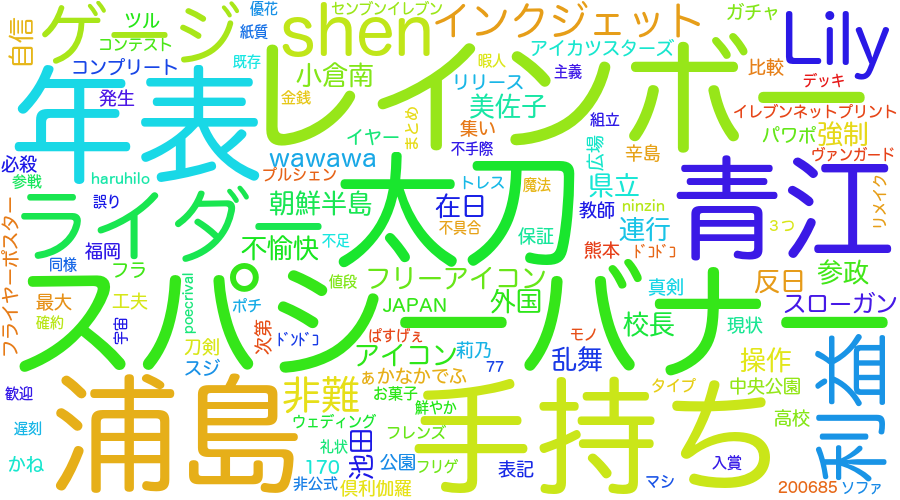 優花
センブンイレブン
ガチャ
ツル
ゲージ
shen
インクジェット
Lily
自信
紙質
コンテスト
既存
アイカツスターズ
コンプリート
暇人
主義
比較
小倉南
リリース
デッキ
年表
レインボー
発生
金銭
美佐子
イレブンネットプリント
まとめ
組立
イヤー
集い
パワポ
強制
不手際
広場
辛島
ヴァンガード
必殺
wawawa
参戦
haruhilo
プルシェン
太刀
トレス
魔法
県立
青江
リメイク
ライダー
朝鮮半島
在日
教師
ninzin
誤り
連行
3つ
不具合
フライヤーポスター
福岡
不愉快
不足
保証
熊本
ﾄﾞｺﾄﾞｺ
同様
フラ
値段
フリーアイコン
反日
参政
真剣
スパシーバナー
最大
工夫
poecrival
ポチ
JAPAN
外国
スローガン
確約
宇宙
次第
校長
現状
刀剣
ﾄﾞﾝﾄﾞｺ
ぱすげぇ
モノ
アイコン
莉乃
乱舞
操作
利益
スジ
77
ぁかなかでふ
歓迎
浦島
非難
手持ち
タイプ
中央公園
お菓子
鮮やか
ウェディング
高校
遅刻
礼状
フレンズ
池田
かね
170
公園
フリゲ
表記
入賞
非公式
倶利伽羅
マシ
200685
ソファ